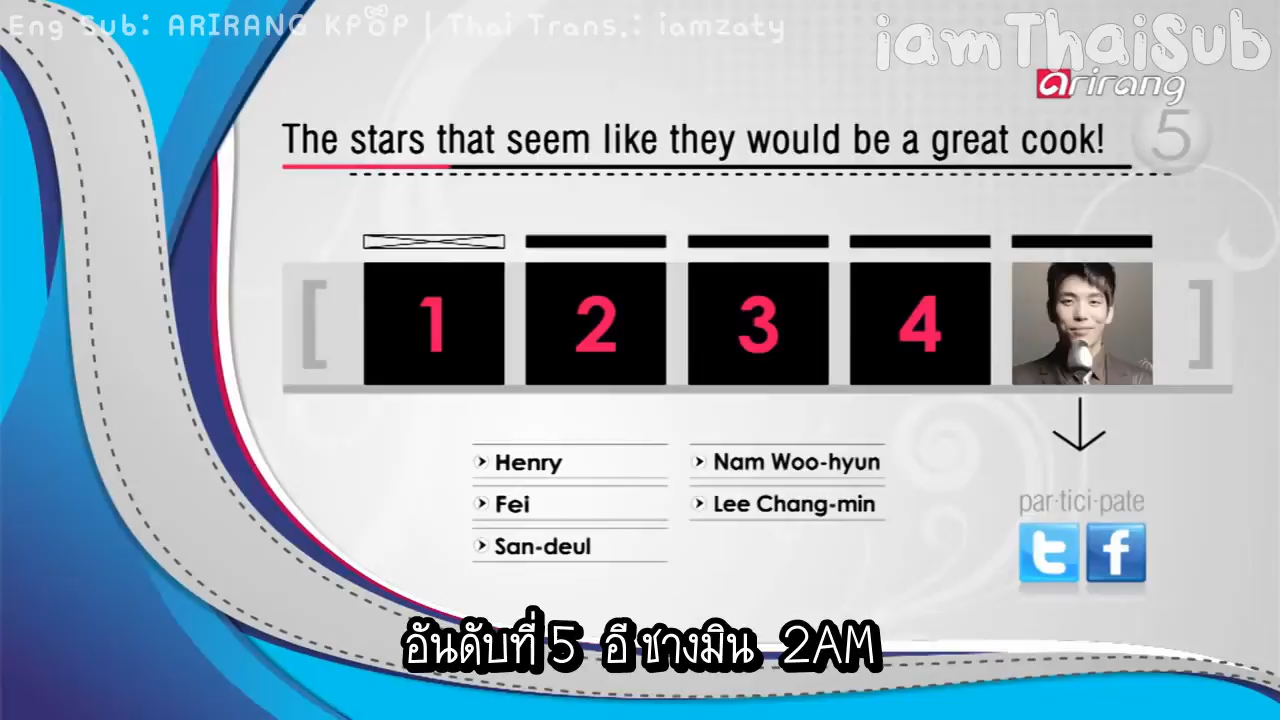 Eng Sub: ARIRANG KPOP | Thai Trans.: iamzaty
iamThaiSub
arirang
The stars that seem like they would be a great cook!
5
1 2 3 4
Henry
Nam Woo-hyun
Fei
Lee Chang-min
San-deul
par·tici·pate
อันดับที่ 5 อี ชางมิน 2AM